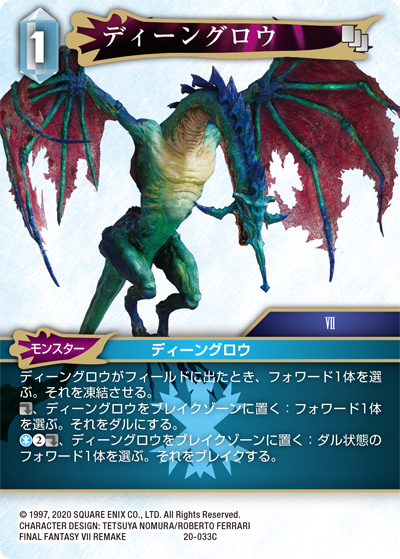 1
ディーングロウ
VII
モンスター
ディーングロウ
ディーングロウがフィールドに出たとき、フォワード1体を選
ぶ。それを凍結させる。
、ディーングロウをブレイクゾーンに置く：フォワード1体
を選ぶ。それをダルにする。
2 、ディーングロウをブレイクゾーンに置く：ダル状態の
フォワード1体を選ぶ。それをブレイクする。
© 1997, 2020 SQUARE ENIX CO., LTD. All Rights Reserved.
CHARACTER DESIGN: TETSUYA NOMURA/ROBERTO FERRARI
FINAL FANTASY VII REMAKE 20-033C